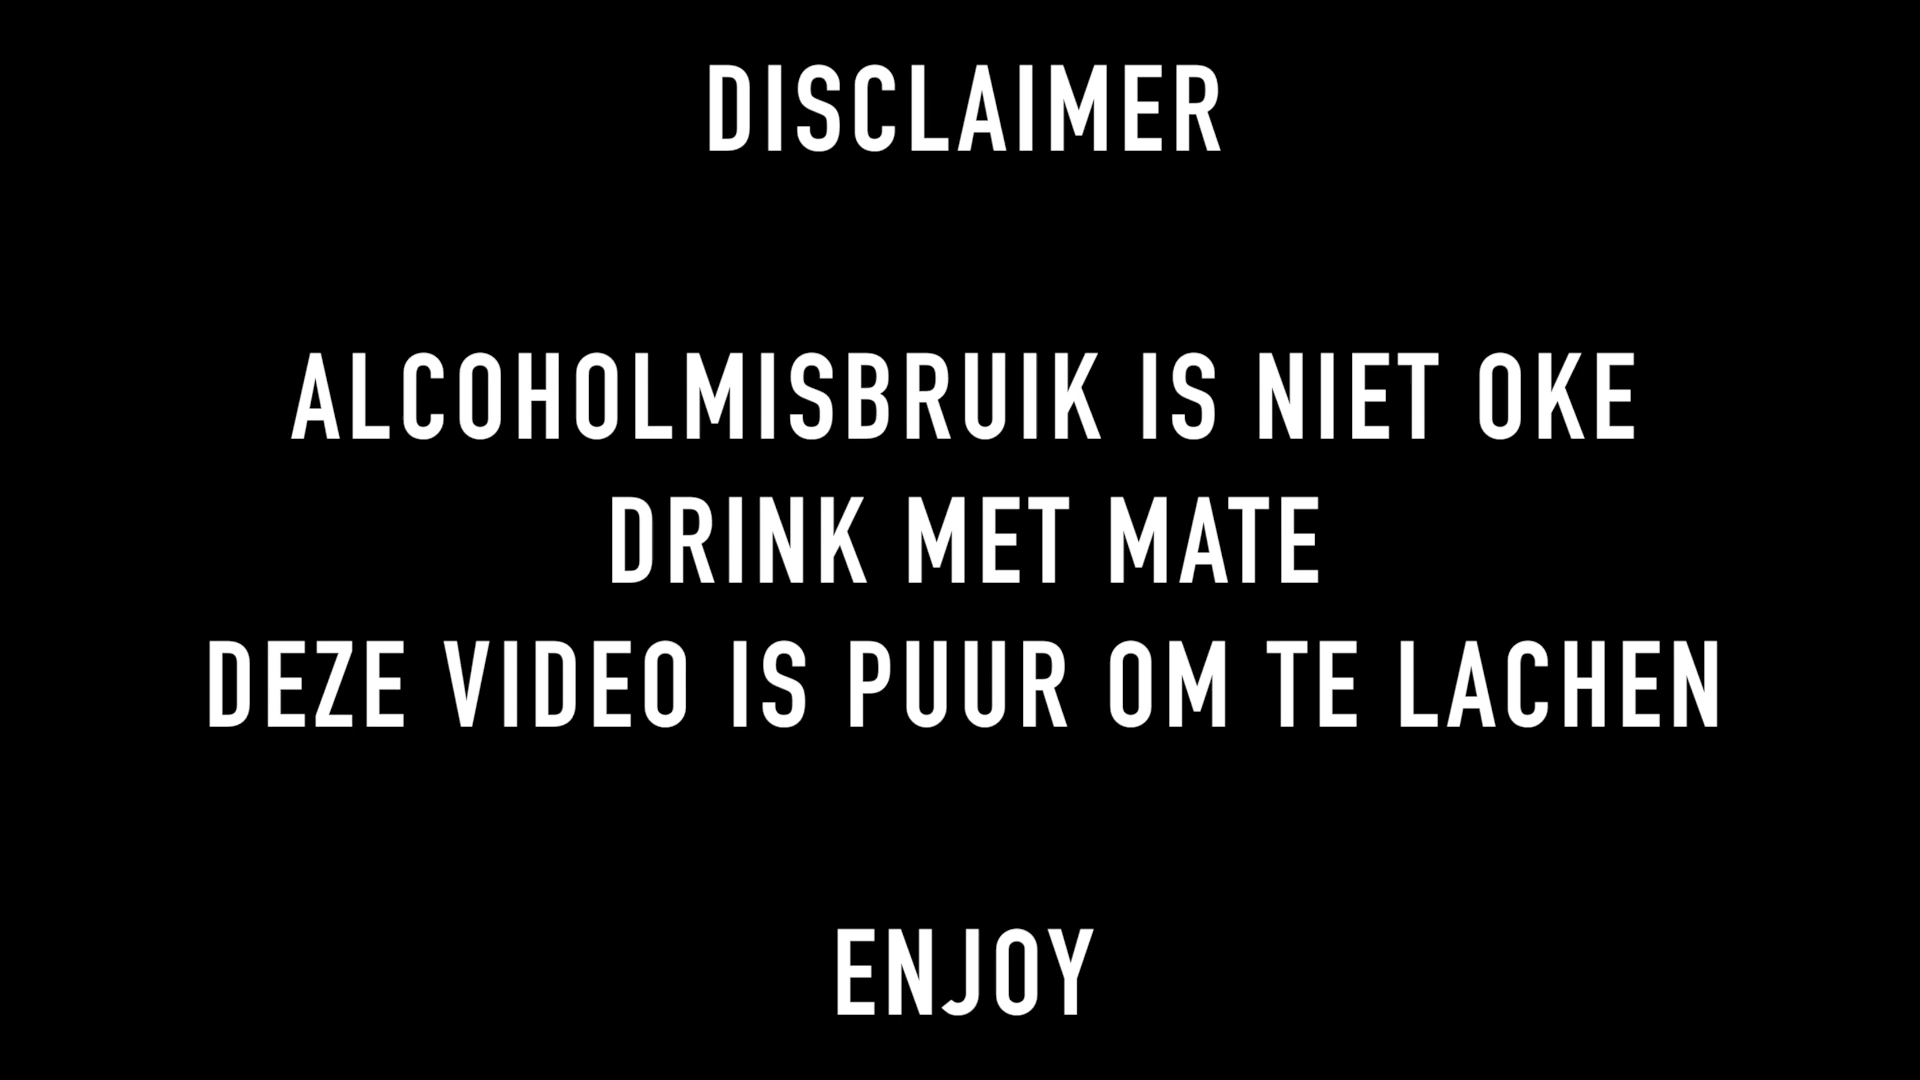 DISCLAIMER
ALCOHOLMISBRUIK IS NIET OKE
DRINK MET MATE
DEZE VIDEO IS PUUR OM TE LACHEN
ENJOY